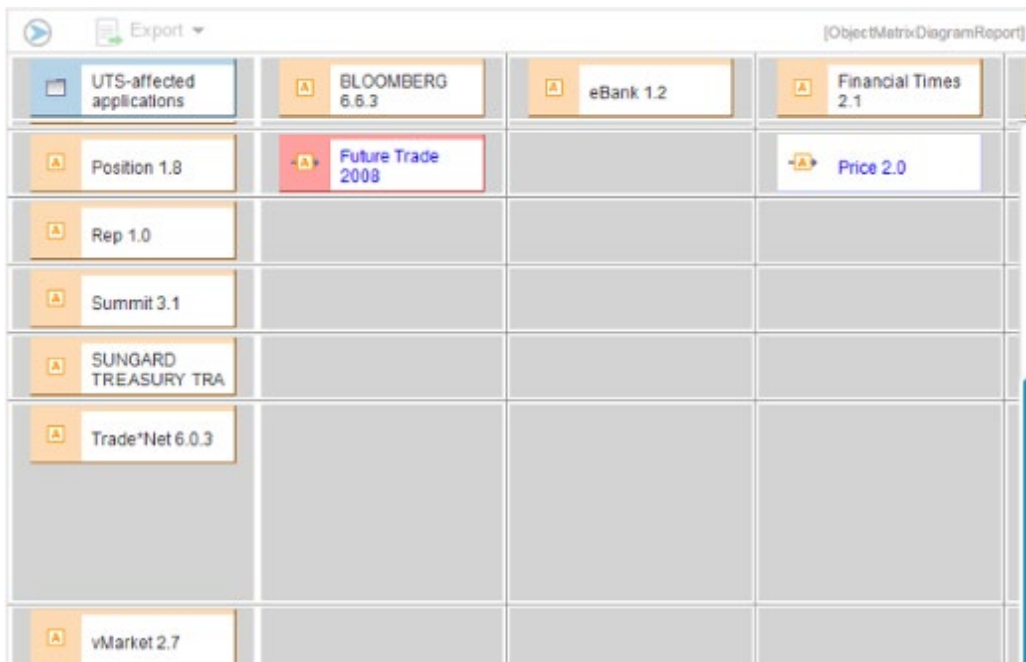 Export
[ObjectMatrixDiagramReport]
UTS-affected
applications
A
BLOOMBERG
6.6.3
A
eBank 1.2
A
Financial Times
2.1
A
Position 1.8
A
Future Trade
2008
A
Price 2.0
A
Rep 1.0
A
Summit 3.1
A
SUNGARD
TREASURY TRA
A
Trade*Net 6.0.3
A
vMarket 2.7